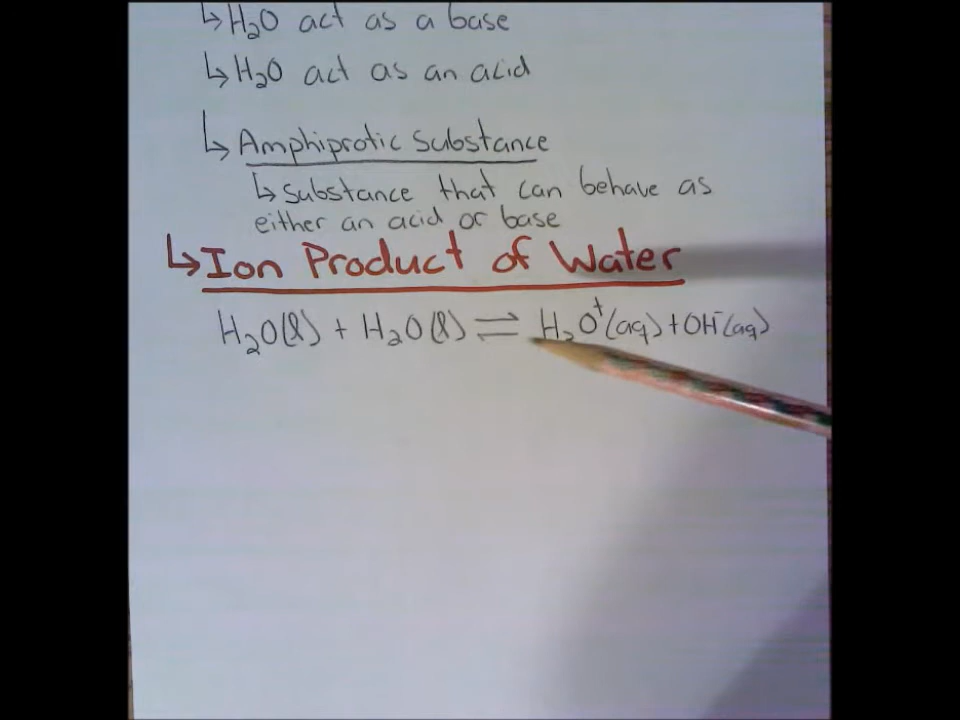 ↳ H₂O act as a base
↳ H₂O act as an acid
↳ Amphiprotic Substance
↳ Substance that can behave as
either an acid or base
↳ Ion Product of Water
H₂O(l) + H₂O(l) ⇌ H₃O⁺(aq) + OH⁻(aq)